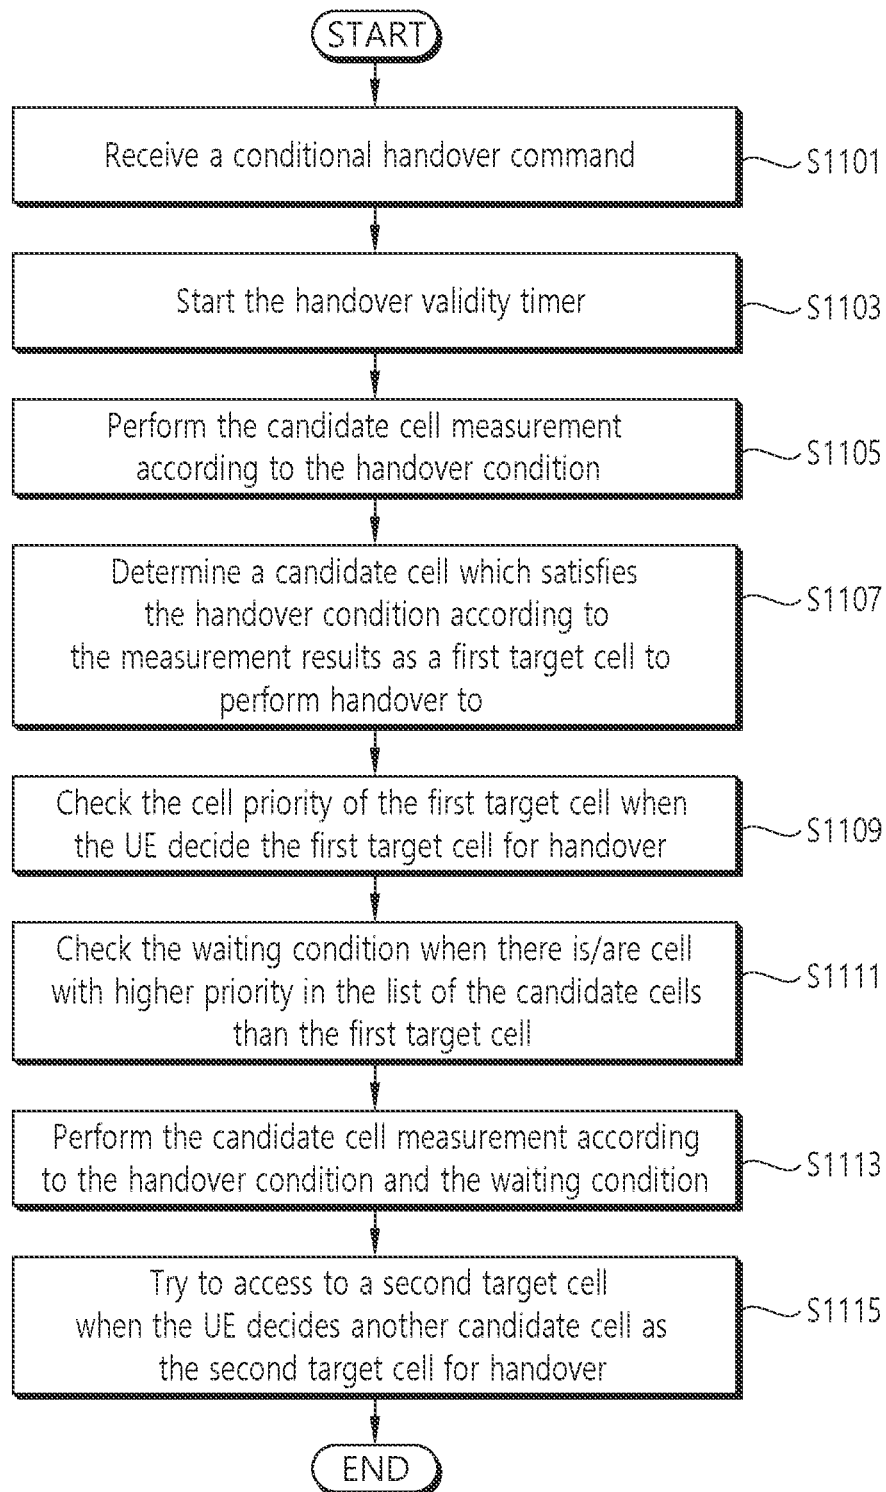 START
Receive a conditional handover command
S1101
Start the handover validity timer
S1103
Perform the candidate cell measurement
according to the handover condition
S1105
Determine a candidate cell which satisfies
the handover condition according to
the measurement results as a first target cell to
perform handover to
S1107
Check the cell priority of the first target cell when
the UE decide the first target cell for handover
S1109
Check the waiting condition when there is/are cell
with higher priority in the list of the candidate cells
than the first target cell
S1111
Perform the candidate cell measurement according
to the handover condition and the waiting condition
S1113
Try to access to a second target cell
when the UE decides another candidate cell as
the second target cell for handover
S1115
END